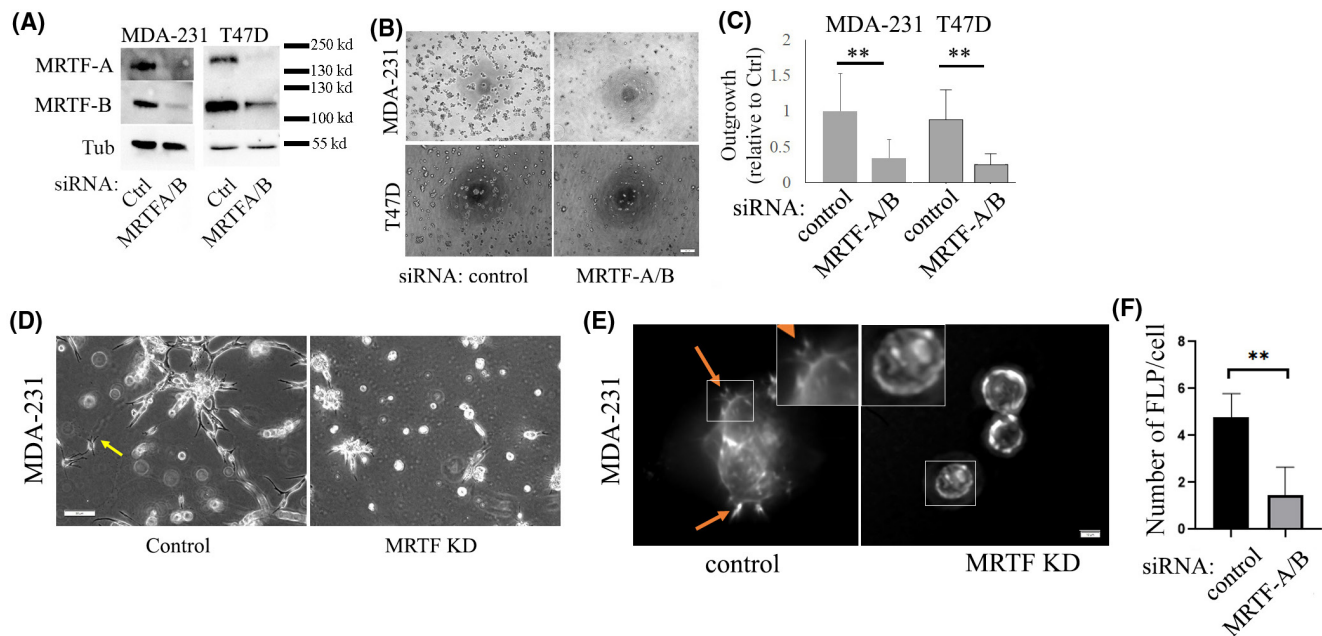 (A)
MDA-231 T47D
250 kd
MRTF-A
130 kd
130 kd
MRTF-B
100 kd
Tub
55 kd
siRNA:
Ctrl
MRTFA/B
Ctrl
MRTFA/B
(B)
MDA-231
T47D
siRNA: control
MRTF-A/B
(C)
MDA-231 T47D
2
1.5
1
0.5
0
**
**
Outgrowth
(relative to Ctrl)
siRNA:
control
MRTF-A/B
control
MRTF-A/B
(D)
MDA-231
Control
MRTF KD
(E)
MDA-231
control
MRTF KD
(F)
8
6
4
2
0
**
Number of FLP/cell
siRNA:
control
MRTF-A/B